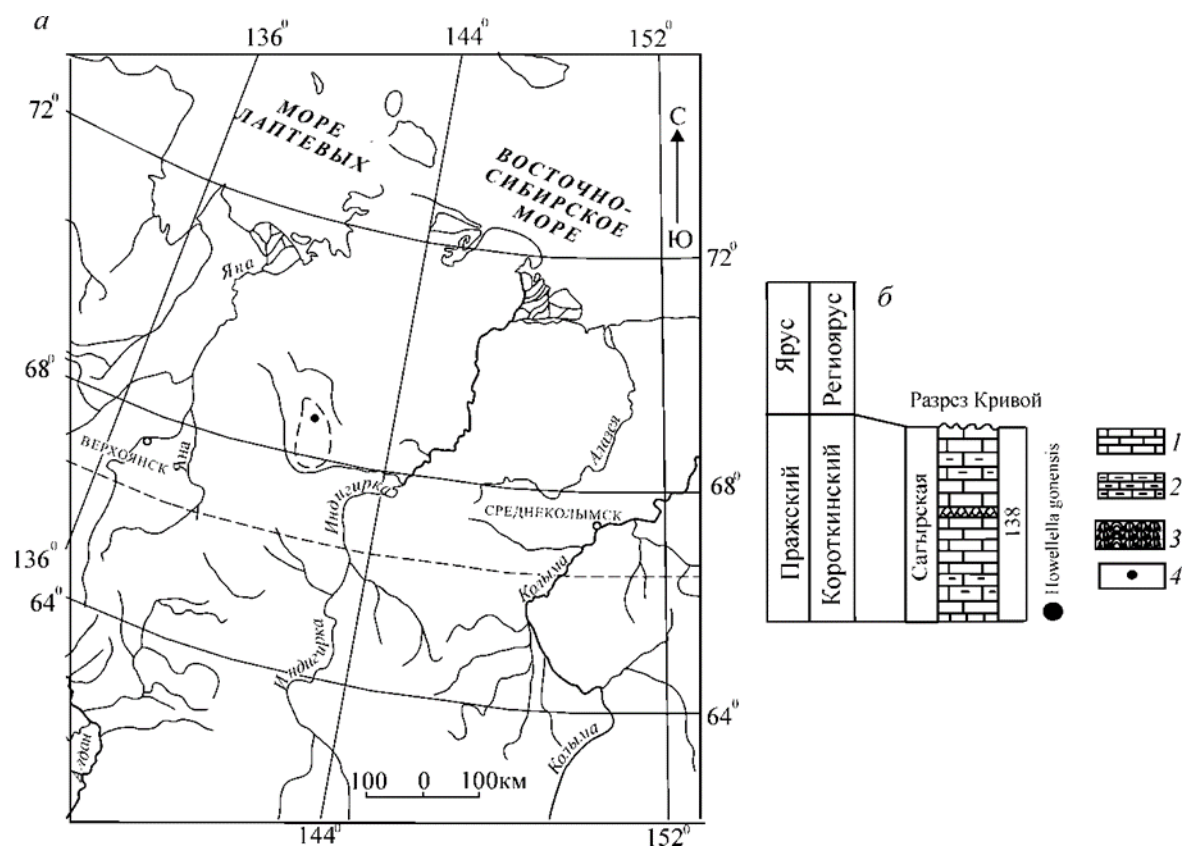 а
136⁰
144⁰
152⁰
72⁰
МОРЕ
ЛАПТЕВЫХ
ВОСТОЧНО-
СИБИРСКОЕ
МОРЕ
С
Ю
72⁰
Яна
68⁰
ВЕРХОЯНСК
Яна
Индигирка
Алазея
СРЕДНЕКОЛЫМСК
68⁰
136⁰
64⁰
Колыма
Индигирка
64⁰
Колыма
Алдан
100 0 100км
144⁰
152⁰
б
Ярус
Региоярус
Разрез Кривой
Пражский
Короткинский
Сагырская
138
Howellella gonensis
1
2
3
4